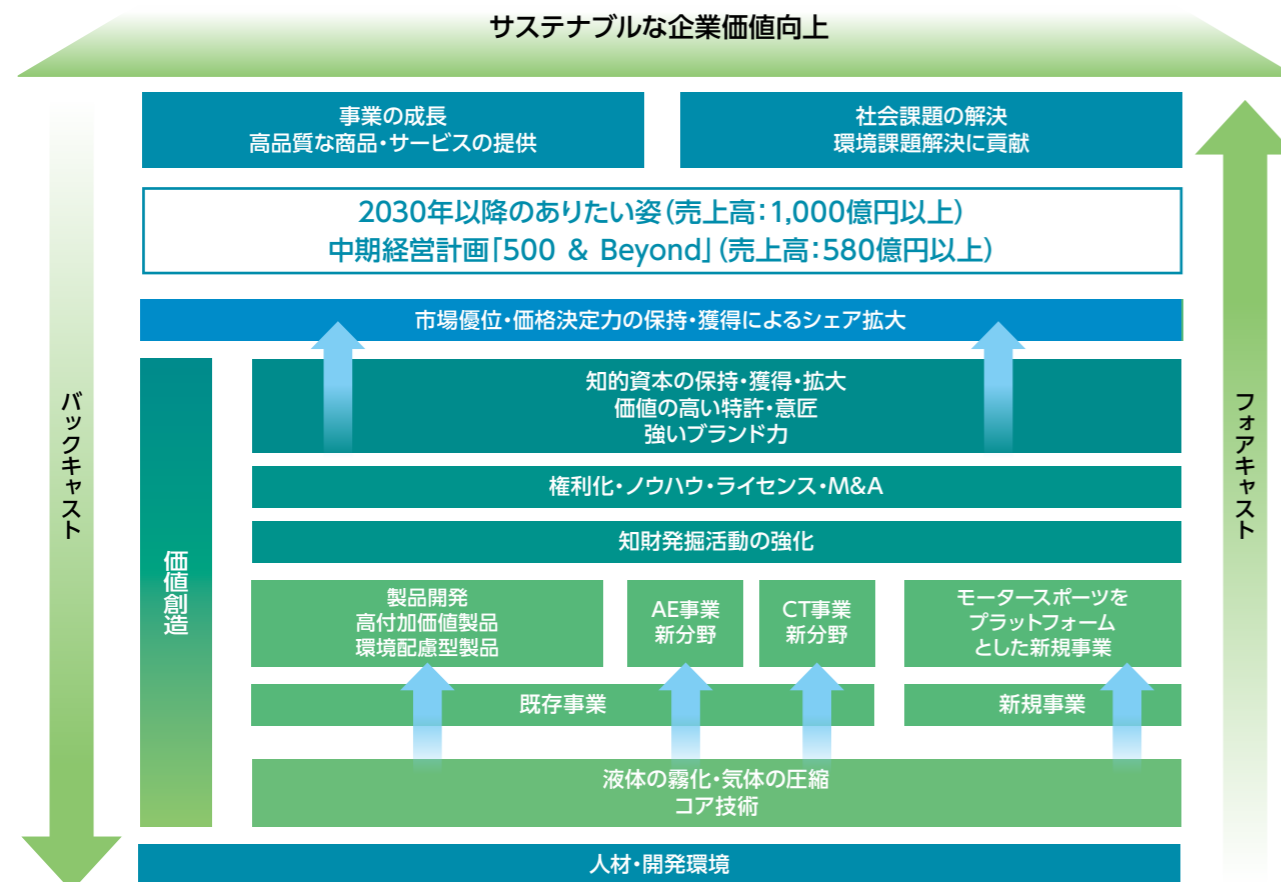 サステナブルな企業価値向上
事業の成長
高品質な商品・サービスの提供
社会課題の解決
環境課題解決に貢献
2030年以降のありたい姿（売上高：1,000億円以上）
中期経営計画「500 & Beyond」（売上高：580億円以上）
市場優位・価格決定力の保持・獲得によるシェア拡大
バックキャスト
価値創造
知的資本の保持・獲得・拡大
価値の高い特許・意匠
強いブランド力
権利化・ノウハウ・ライセンス・M&A
知財発掘活動の強化
製品開発
高付加価値製品
環境配慮型製品
AE事業
新分野
CT事業
新分野
モータースポーツを
プラットフォーム
とした新規事業
既存事業
新規事業
液体の霧化・気体の圧縮
コア技術
人材・開発環境
フォアキャスト